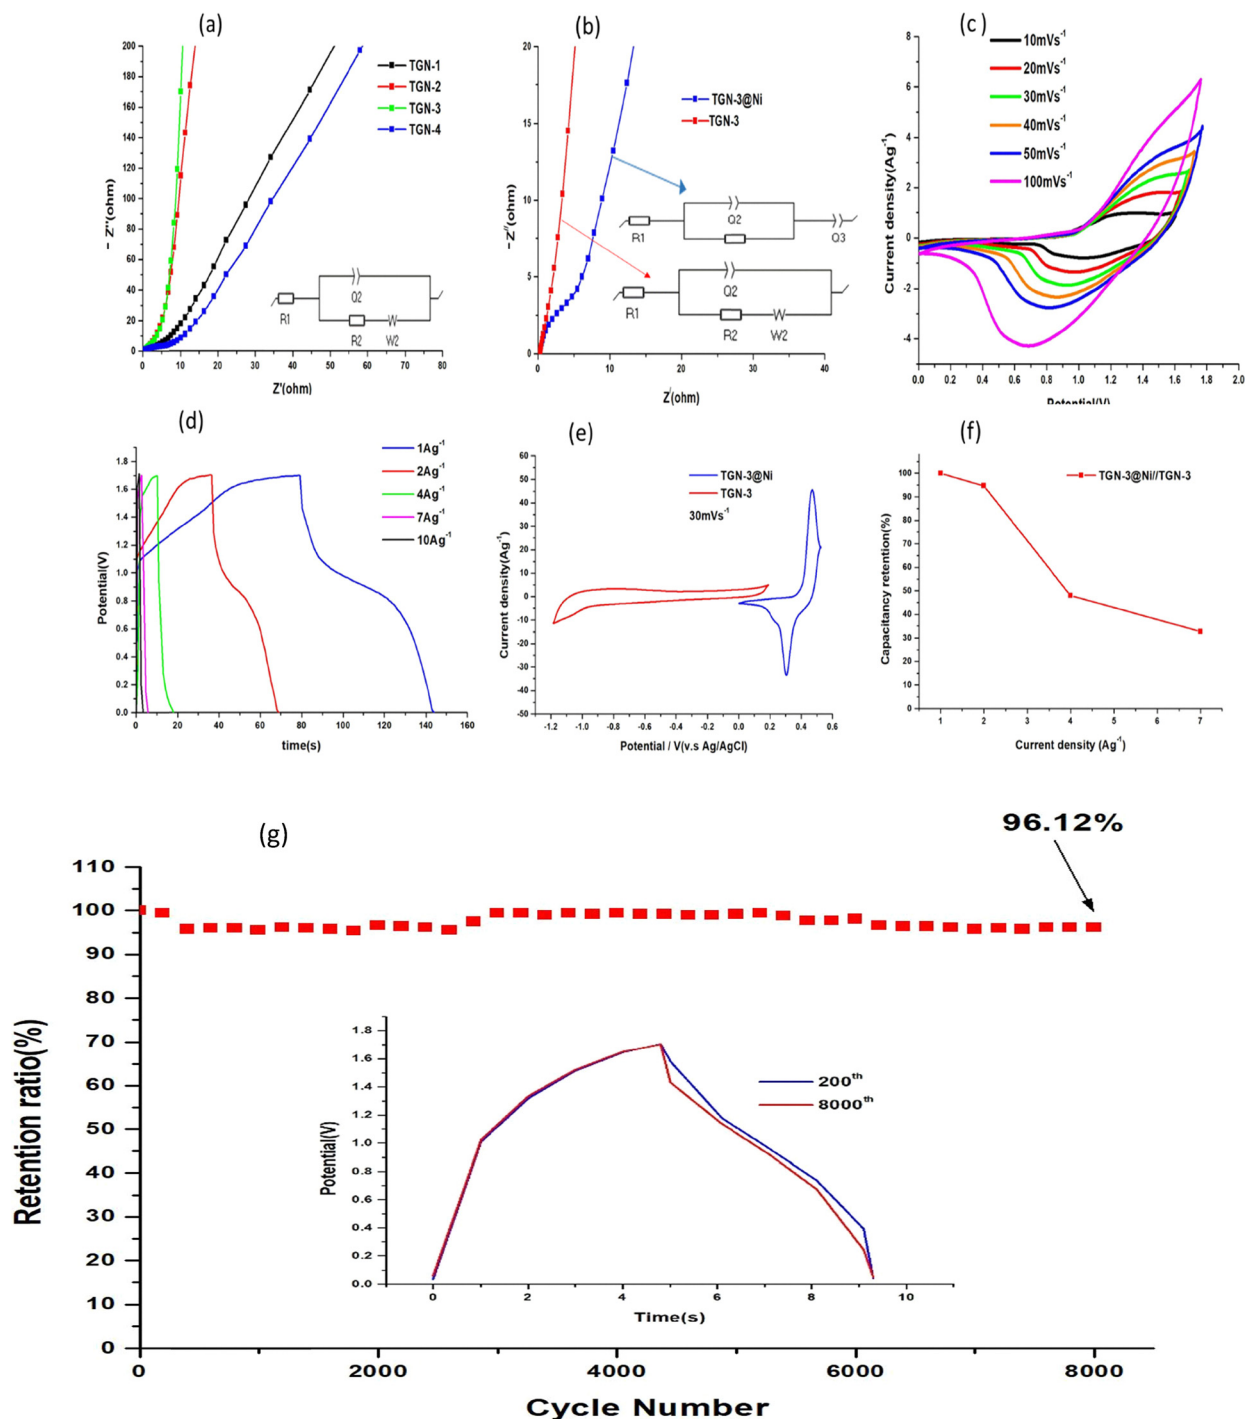 (a)
200
180
160
140
120
100
80
60
40
20
0
- Z''(ohm)
TGN-1
TGN-2
TGN-3
TGN-4
R1
Q2
R2
W2
0 10 20 30 40 50 60 70 80
Z'(ohm)
(b)
20
15
10
5
0
-Z''(ohm)
TGN-3@Ni
TGN-3
R1
Q2
Q3
R1
Q2
R2
W2
0 10 20 30 40
Z'(ohm)
(c)
8
6
4
2
0
-2
-4
Current density(Ag-1)
10mVs-1
20mVs-1
30mVs-1
40mVs-1
50mVs-1
100mVs-1
0.0 0.2 0.4 0.6 0.8 1.0 1.2 1.4 1.6 1.8 2.0
Potential(V)
(d)
1.8
1.6
1.4
1.2
1.0
0.8
0.6
0.4
0.2
0.0
Potential(V)
1Ag-1
2Ag-1
4Ag-1
7Ag-1
10Ag-1
0 20 40 60 80 100 120 140 160
time(s)
(e)
60
50
40
30
20
10
0
-10
-20
-30
-40
-50
Current density(Ag-1)
TGN-3@Ni
TGN-3
30mVs-1
-1.2 -1.0 -0.8 -0.6 -0.4 -0.2 0.0 0.2 0.4 0.6
Potential / V(v.s Ag/AgCl)
(f)
100
90
80
70
60
50
40
30
20
10
0
Capacitancy retention(%)
TGN-3@Ni//TGN-3
1 2 3 4 5 6 7
Current density (Ag-1)
(g)
96.12%
110
100
90
80
70
60
50
40
30
20
10
0
Retention ratio(%)
1.8
1.6
1.4
1.2
1.0
0.8
0.6
0.4
0.2
0.0
Potential(V)
200th
8000th
0 2 4 6 8 10
Time(s)
0 2000 4000 6000 8000
Cycle Number